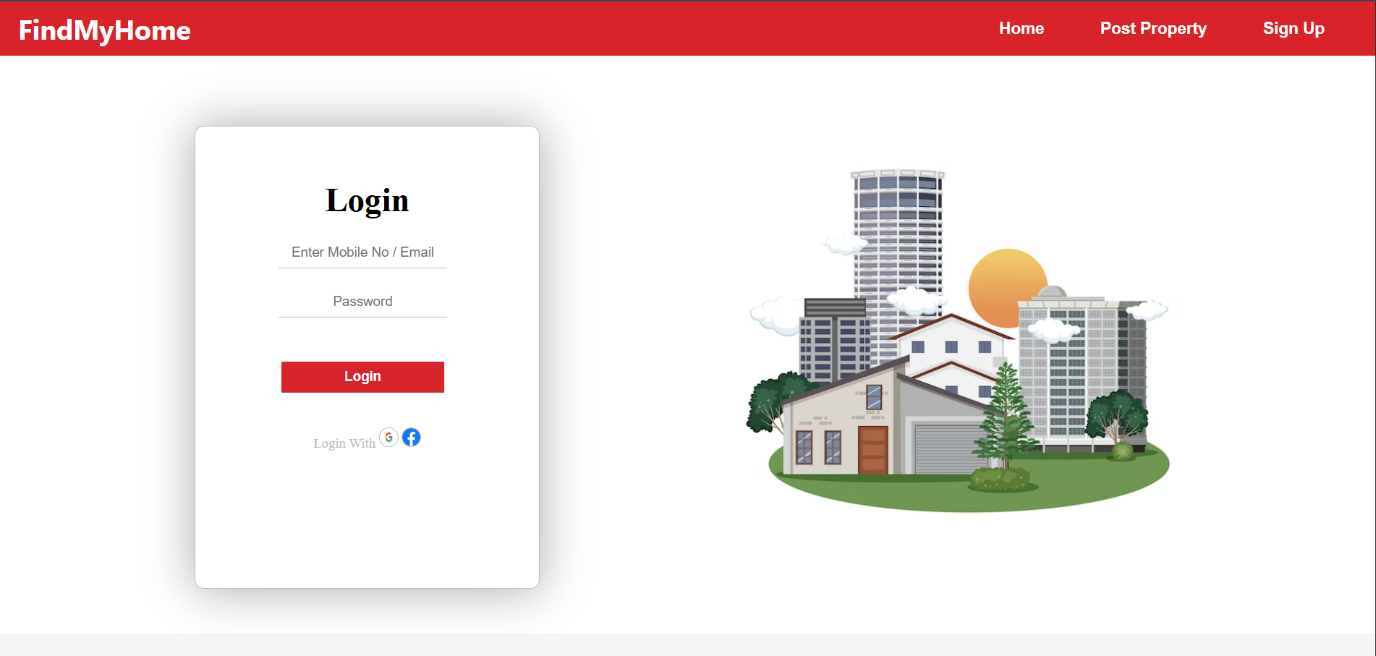 FindMyHome
Home Post Property Sign Up
Login
Enter Mobile No / Email
Password
Login
Login With